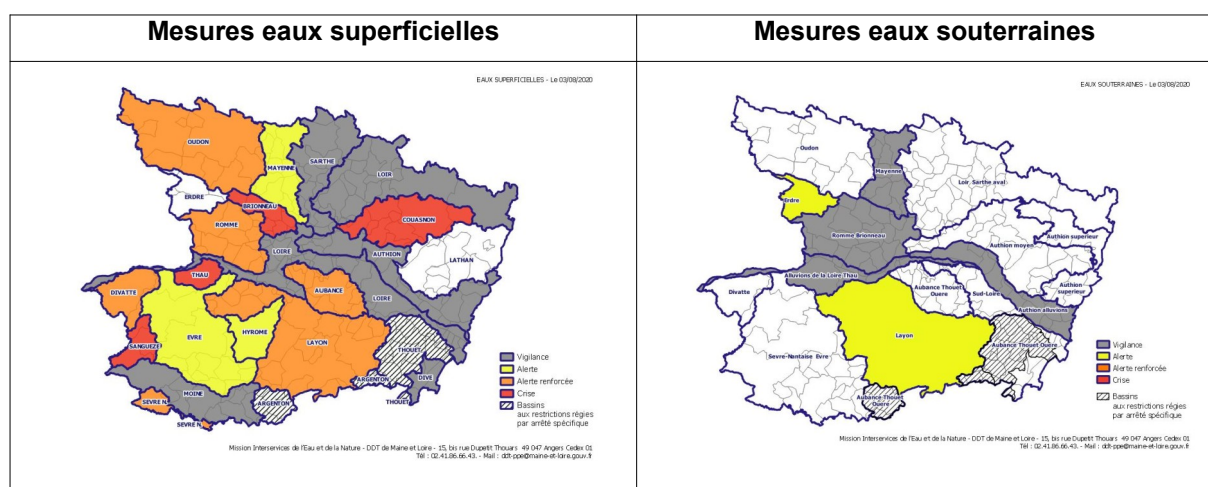 Mesures eaux superficielles
Mesures eaux souterraines
EAUX SUPERFICIELLES - Le 03/08/2020
OUDON
MAYENNE
SARTHE
LOIR
ERDRE
BRIONNEAU
COUASNON
ROMME
LOIRE
AUTHION
LATHAN
THAU
DIVATTE
AUBANCE
LOIRE
HYROME
EVRE
SANGUEZE
LAYON
THOUET
MOINE
ARGENTON
DIVE
SEVRE N
ARGENTON
THOUET
SEVRE N
Vigilance
Alerte
Alerte renforcée
Crise
Bassins
aux restrictions régies
par arrêté spécifique
Mission Interservices de l'Eau et de la Nature - DDT de Maine et Loire - 15, bis rue Dupetit Thouars 49 047 Angers Cedex 01
Tél : 02.41.86.66.43. - Mail : ddt-ppe@maine-et-loire.gouv.fr
EAUX SOUTERRAINES - Le 03/08/2020
Oudon
Mayenne
Loir Sarthe aval
Erdre
Romme Brionneau
Authion superieur
Authion moyen
Alluvions de la Loire Thau
Divatte
Aubance Thouet
Ouere
Sud-Loire
Authion
superieur
Authion alluvions
Layon
Aubance Thouet Ouere
Sevre-Nantaise Evre
Aubance Thouet
Ouere
Vigilance
Alerte
Alerte renforcée
Crise
Bassins
aux restrictions régies
par arrêté spécifique
Mission Interservices de l'Eau et de la Nature - DDT de Maine et Loire - 15, bis rue Dupetit Thouars 49 047 Angers Cedex 01
Tél : 02.41.86.66.43. - Mail : ddt-ppe@maine-et-loire.gouv.fr